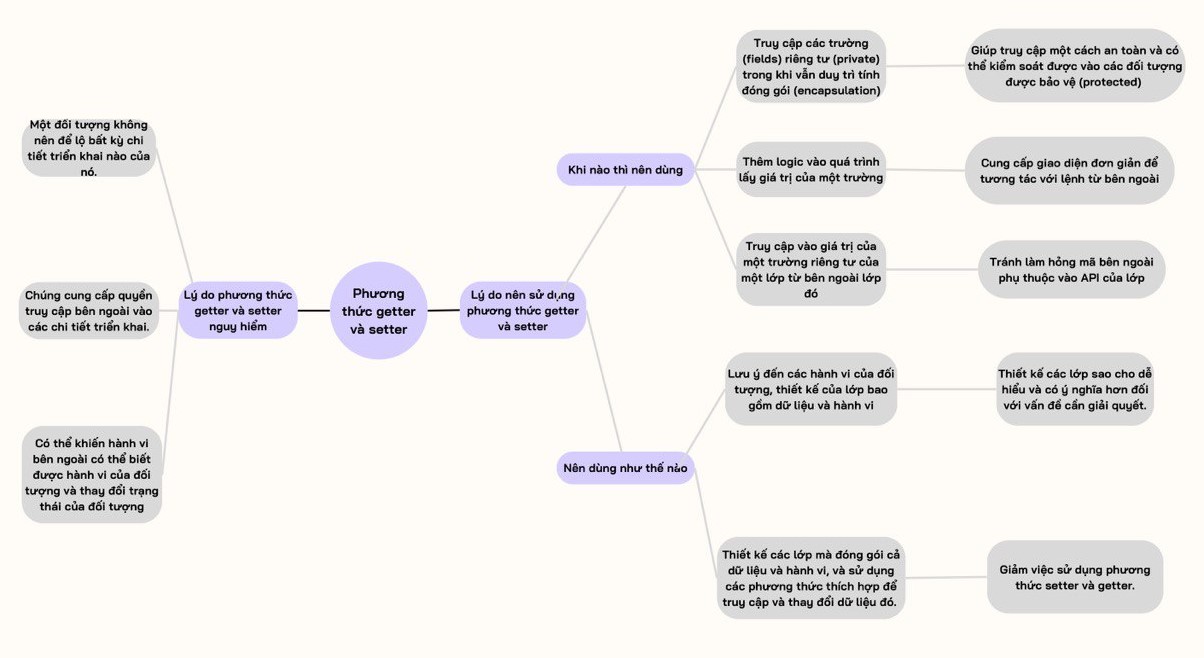 Một đối tượng không
nên để lộ bất kỳ chi
tiết triển khai nào của
nó.
Chúng cung cấp quyền
truy cập bên ngoài vào
các chi tiết triển khai.
Có thể khiến hành vi
bên ngoài có thể biết
được hành vi của đối
tượng và thay đổi trạng
thái của đối tượng
Lý do phương thức
getter và setter
nguy hiểm
Phương
thức getter
và setter
Lý do nên sử dụng
phương thức getter
và setter
Khi nào thì nên dùng
Truy cập các trường
(fields) riêng tư (private)
trong khi vẫn duy trì tính
đóng gói (encapsulation)
Giúp truy cập một cách an toàn và có
thể kiểm soát được vào các đối tượng
được bảo vệ (protected)
Thêm logic vào quá trình
lấy giá trị của một trường
Cung cấp giao diện đơn giản để
tương tác với lệnh từ bên ngoài
Truy cập vào giá trị của
một trường riêng tư của
một lớp từ bên ngoài lớp
đó
Tránh làm hỏng mã bên ngoài
phụ thuộc vào API của lớp
Nên dùng như thế nào
Lưu ý đến các hành vi của đối
tượng, thiết kế của lớp bao
gồm dữ liệu và hành vi
Thiết kế các lớp sao cho dễ
hiểu và có ý nghĩa hơn đối
với vấn đề cần giải quyết.
Thiết kế các lớp mà đóng gói cả
dữ liệu và hành vi, và sử dụng
các phương thức thích hợp để
truy cập và thay đổi dữ liệu đó.
Giảm việc sử dụng phương
thức setter và getter.